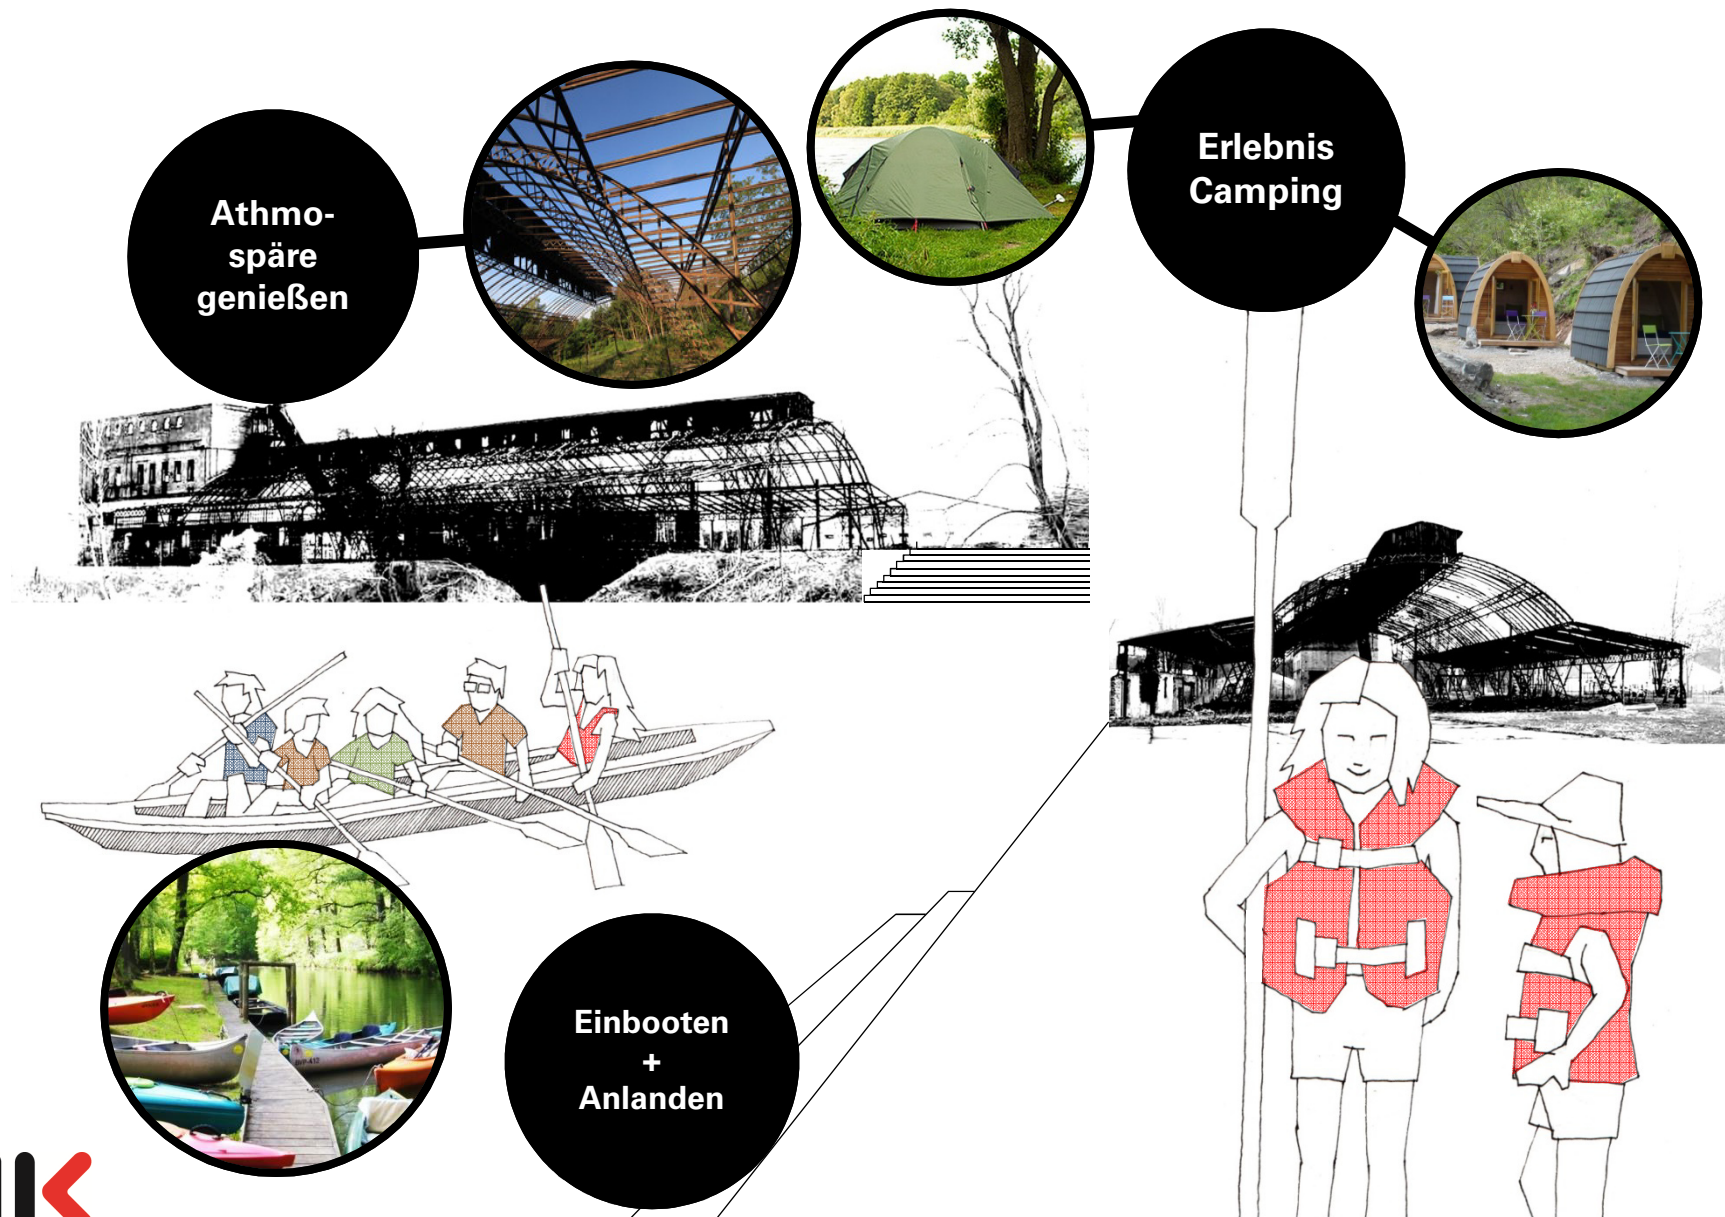 Athmo-
späre
genießen
Erlebnis
Camping
Einbooten
+
Anlanden